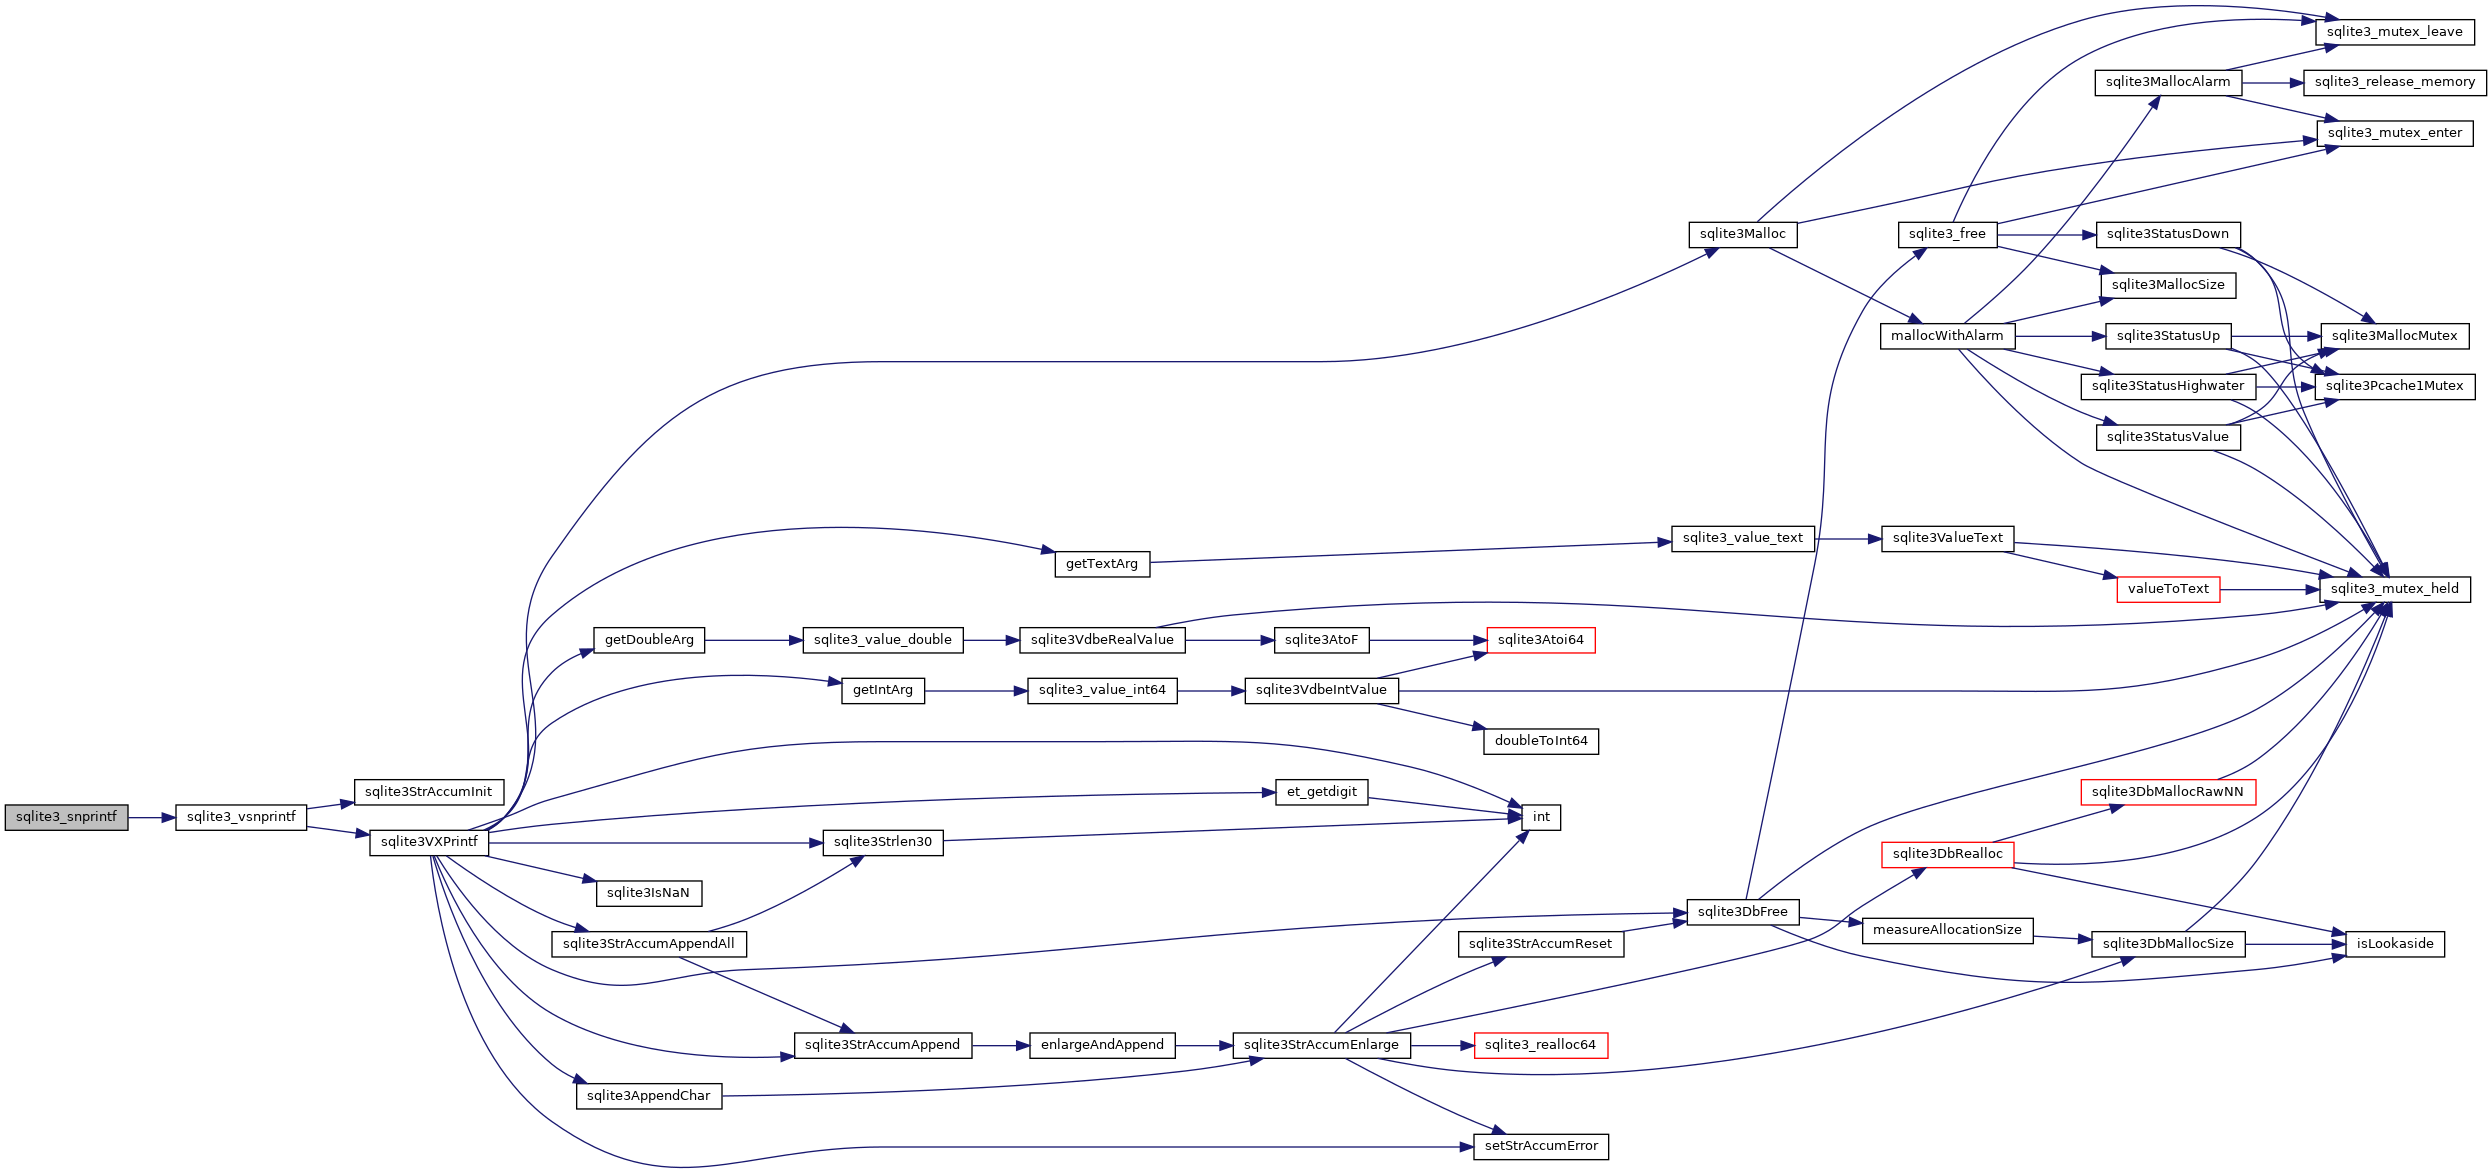 sqlite3_mutex_leave
sqlite3MallocAlarm
sqlite3_release_memory
sqlite3_mutex_enter
sqlite3Malloc
sqlite3_free
sqlite3StatusDown
sqlite3MallocSize
mallocWithAlarm
sqlite3StatusUp
sqlite3MallocMutex
sqlite3StatusHighwater
sqlite3Pcache1Mutex
sqlite3StatusValue
getTextArg
sqlite3_value_text
sqlite3ValueText
valueToText
sqlite3_mutex_held
getDoubleArg
sqlite3_value_double
sqlite3VdbeRealValue
sqlite3AtoF
sqlite3Atoi64
getIntArg
sqlite3_value_int64
sqlite3VdbeIntValue
doubleToInt64
sqlite3StrAccumInit
et_getdigit
sqlite3DbMallocRawNN
sqlite3_snprintf
sqlite3_vsnprintf
int
sqlite3VXPrintf
sqlite3Strlen30
sqlite3DbRealloc
sqlite3IsNaN
sqlite3DbFree
measureAllocationSize
sqlite3StrAccumAppendAll
sqlite3StrAccumReset
sqlite3DbMallocSize
isLookaside
sqlite3StrAccumAppend
enlargeAndAppend
sqlite3StrAccumEnlarge
sqlite3_realloc64
sqlite3AppendChar
setStrAccumError